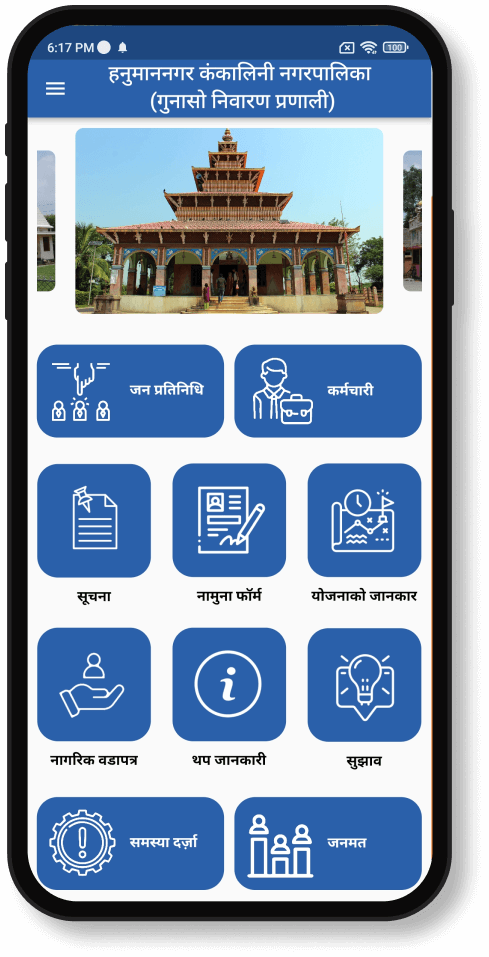 6:17 PM
100
हनुमाननगर कंकालिनी नगरपालिका
(गुनासो निवारण प्रणाली)
जन प्रतिनिधि
कर्मचारी
सूचना
नामुना फॉर्म
योजनाको जानकार
i
नागरिक वडापत्र
थप जानकारी
सुझाव
समस्या दर्ज़ा
जनमत